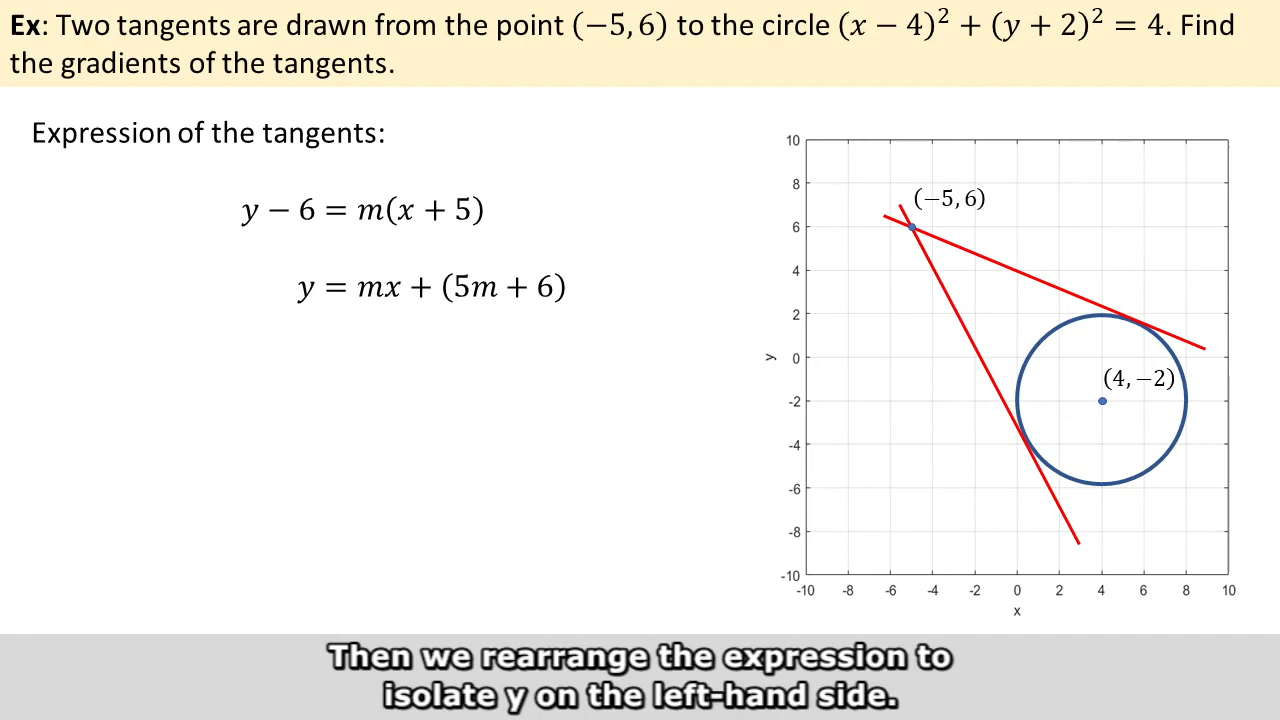 Ex: Two tangents are drawn from the point (−5, 6) to the circle (x − 4)² + (y + 2)² = 4. Find
the gradients of the tangents.
Expression of the tangents:
y − 6 = m(x + 5)
y = mx + (5m + 6)
10
8
6
4
2
0
-2
-4
-6
-8
-10
y
(−5, 6)
(4, −2)
-10 -8 -6 -4 -2 0 2 4 6 8 10
x
Then we rearrange the expression to
isolate y on the left-hand side.